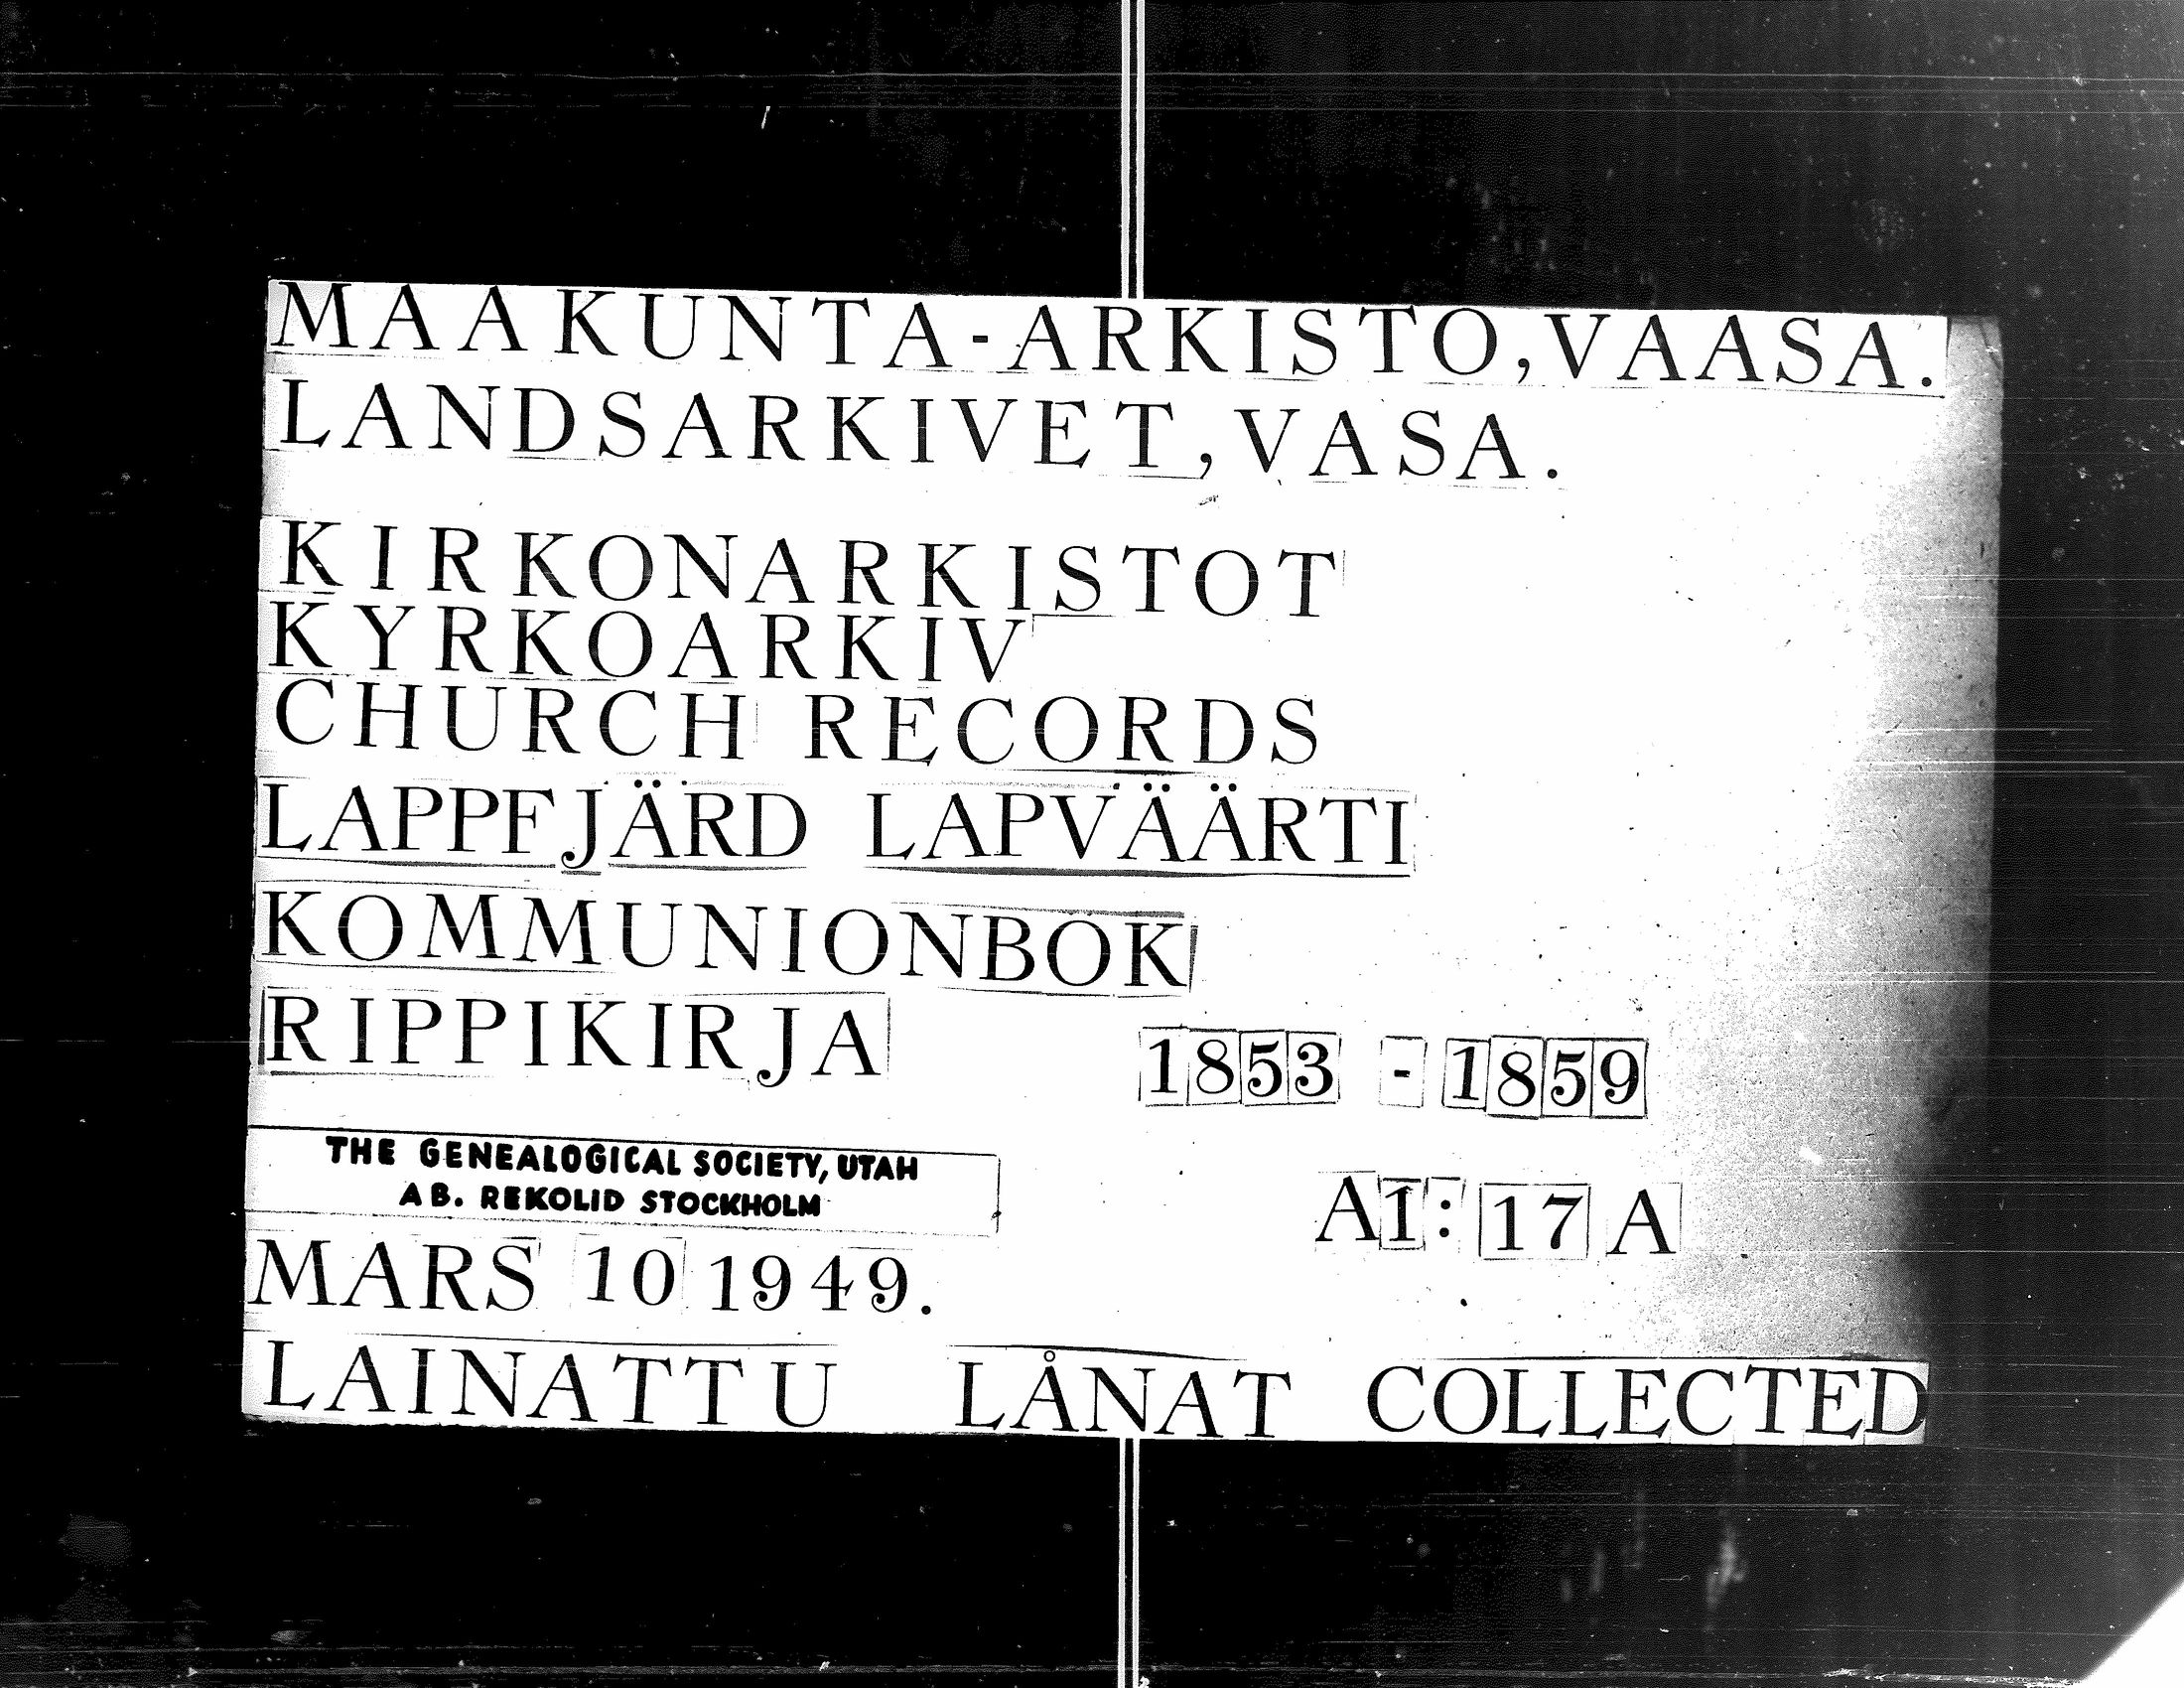 MAAKUNTA-ARKISTO, VAASA.
LANDSARKIVET, VASA.
KIRKONARKISTOT
KYRKOARKIV
CHURCH RECORDS
LAPPFJÄRD LAPVÄÄRTI
KOMMUNIONBOK
RIPPIKIRJA 1853 - 1859
THE GENEALOGICAL SOCIETY, UTAH
AB. REKOLID STOCKHOLM
AI: 17 A
MARS 10 1949.
LAINATTU LÅNAT COLLECTED